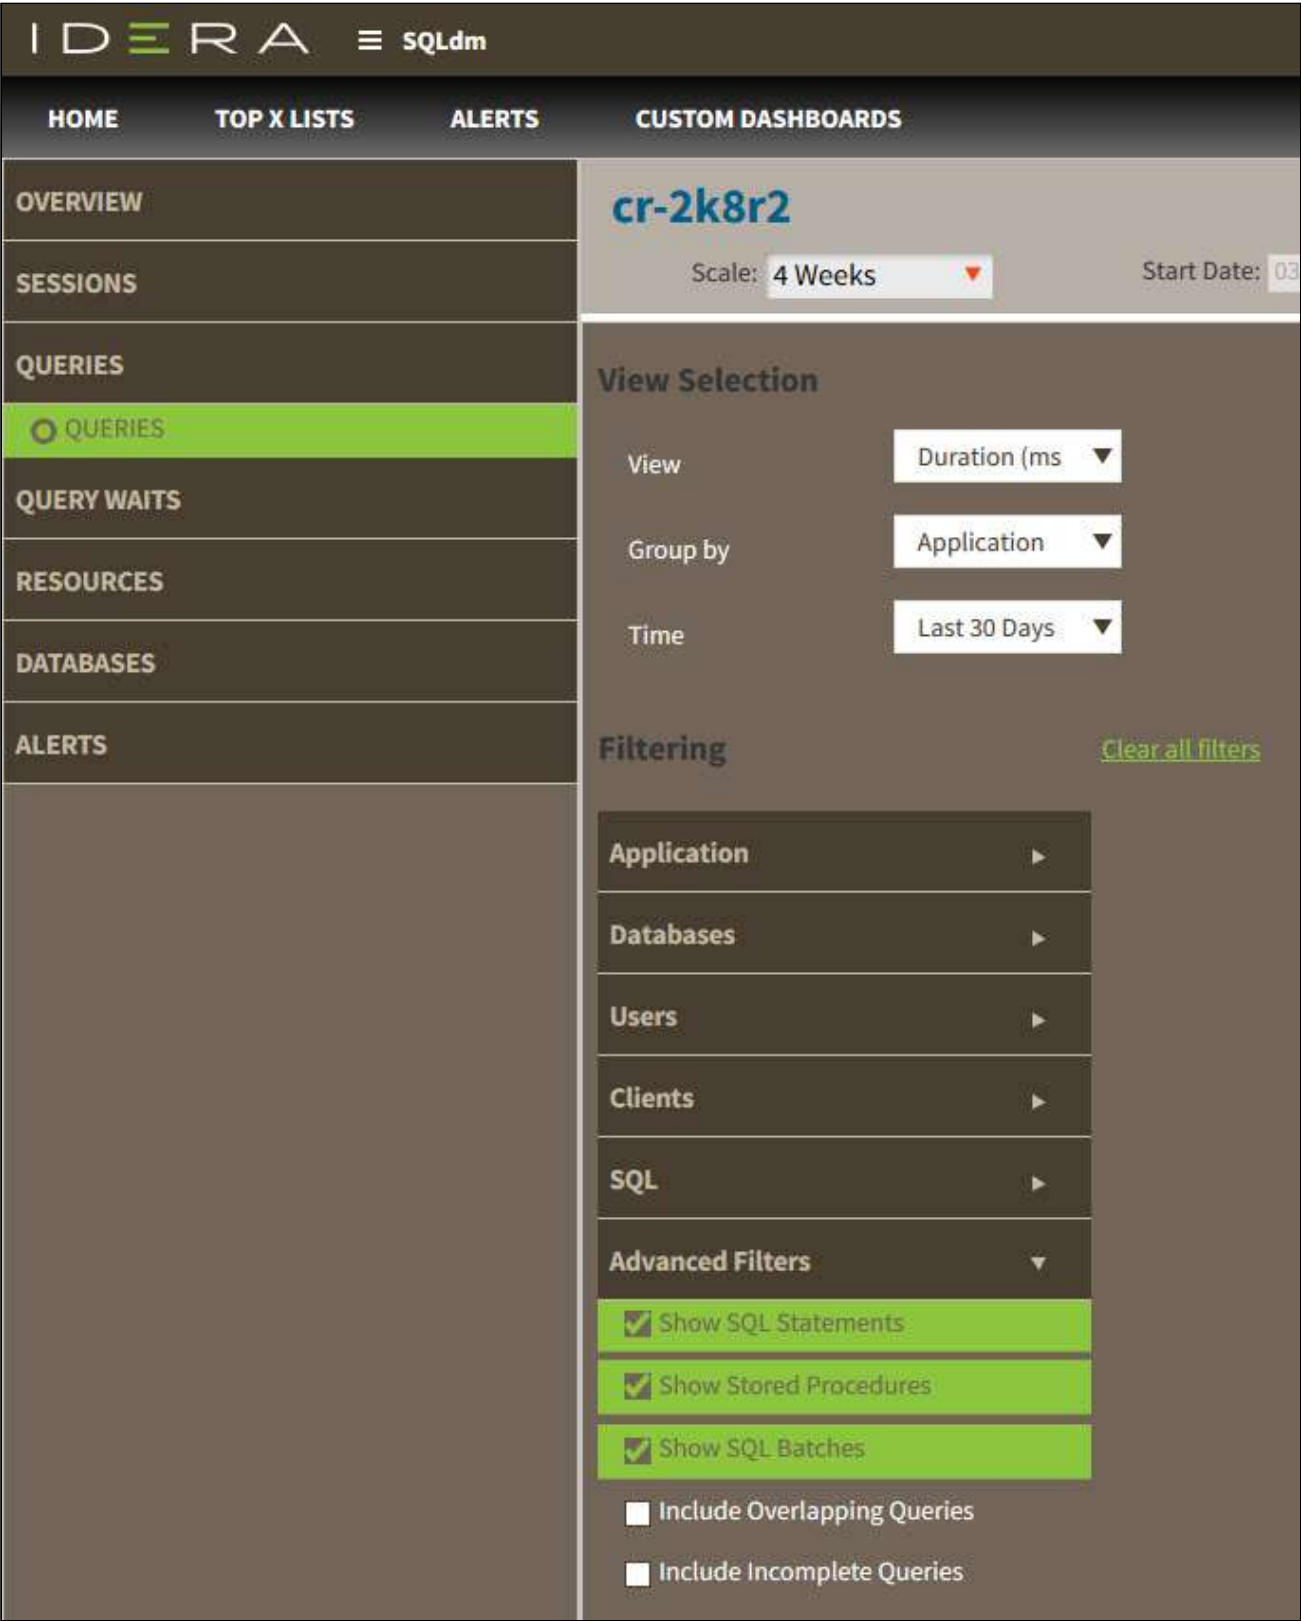 IDERA SQLdm
HOME TOP X LISTS ALERTS CUSTOM DASHBOARDS
OVERVIEW
SESSIONS
QUERIES
QUERIES
QUERY WAITS
RESOURCES
DATABASES
ALERTS
cr-2k8r2
Scale: 4 Weeks Start Date: 03
View Selection
View Duration (ms
Group by Application
Time Last 30 Days
Filtering Clear all filters
Application
Databases
Users
Clients
SQL
Advanced Filters
Show SQL Statements
Show Stored Procedures
Show SQL Batches
Include Overlapping Queries
Include Incomplete Queries